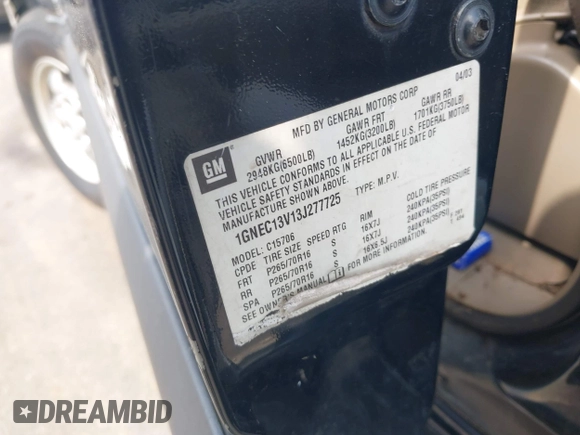 MFD BY GENERAL MOTORS CORP 04/03
GM
GVWR GAWR FRT GAWR RR
2948KG(6500LB) 1452KG(3200LB) 1701KG(3750LB)
THIS VEHICLE CONFORMS TO ALL APPLICABLE U.S. FEDERAL MOTOR
VEHICLE SAFETY STANDARDS IN EFFECT ON THE DATE OF
MANUFACTURE SHOWN ABOVE.
1GNEC13V13J277725 TYPE: M.P.V.
MODEL: C15706
CPDE TIRE SIZE SPEED RTG RIM COLD TIRE PRESSURE
FRT P265/70R16 S 16X7J 240KPA(35PSI)
RR P265/70R16 S 16X7J 240KPA(35PSI)
SPA P265/70R16 S 16X6.5J 240KPA(35PSI)
SEE OWNER'S MANUAL FOR MORE INFORMATION.
DREAMBID